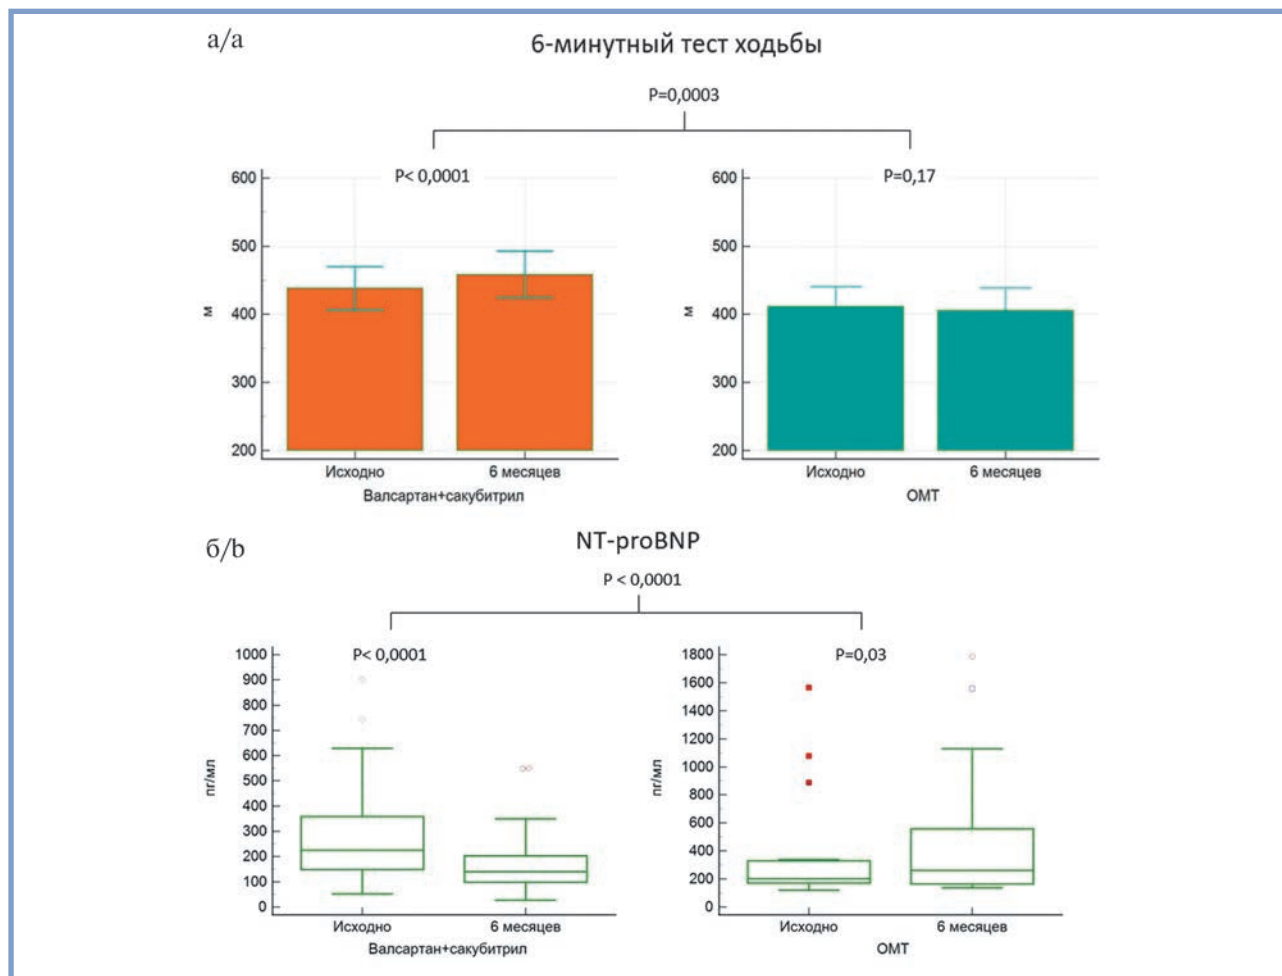 а/a
6-минутный тест ходьбы
P=0,0003
P< 0,0001
P=0,17
600
500
400
300
200
м
Исходно
6 месяцев
Валсартан+сакубитрил
600
500
400
300
200
м
Исходно
6 месяцев
ОМТ
б/b
NT-proBNP
P < 0,0001
P< 0,0001
P=0,03
1000
900
800
700
600
500
400
300
200
100
0
пг/мл
Исходно
6 месяцев
Валсартан+сакубитрил
1800
1600
1400
1200
1000
800
600
400
200
0
пг/мл
Исходно
6 месяцев
ОМТ